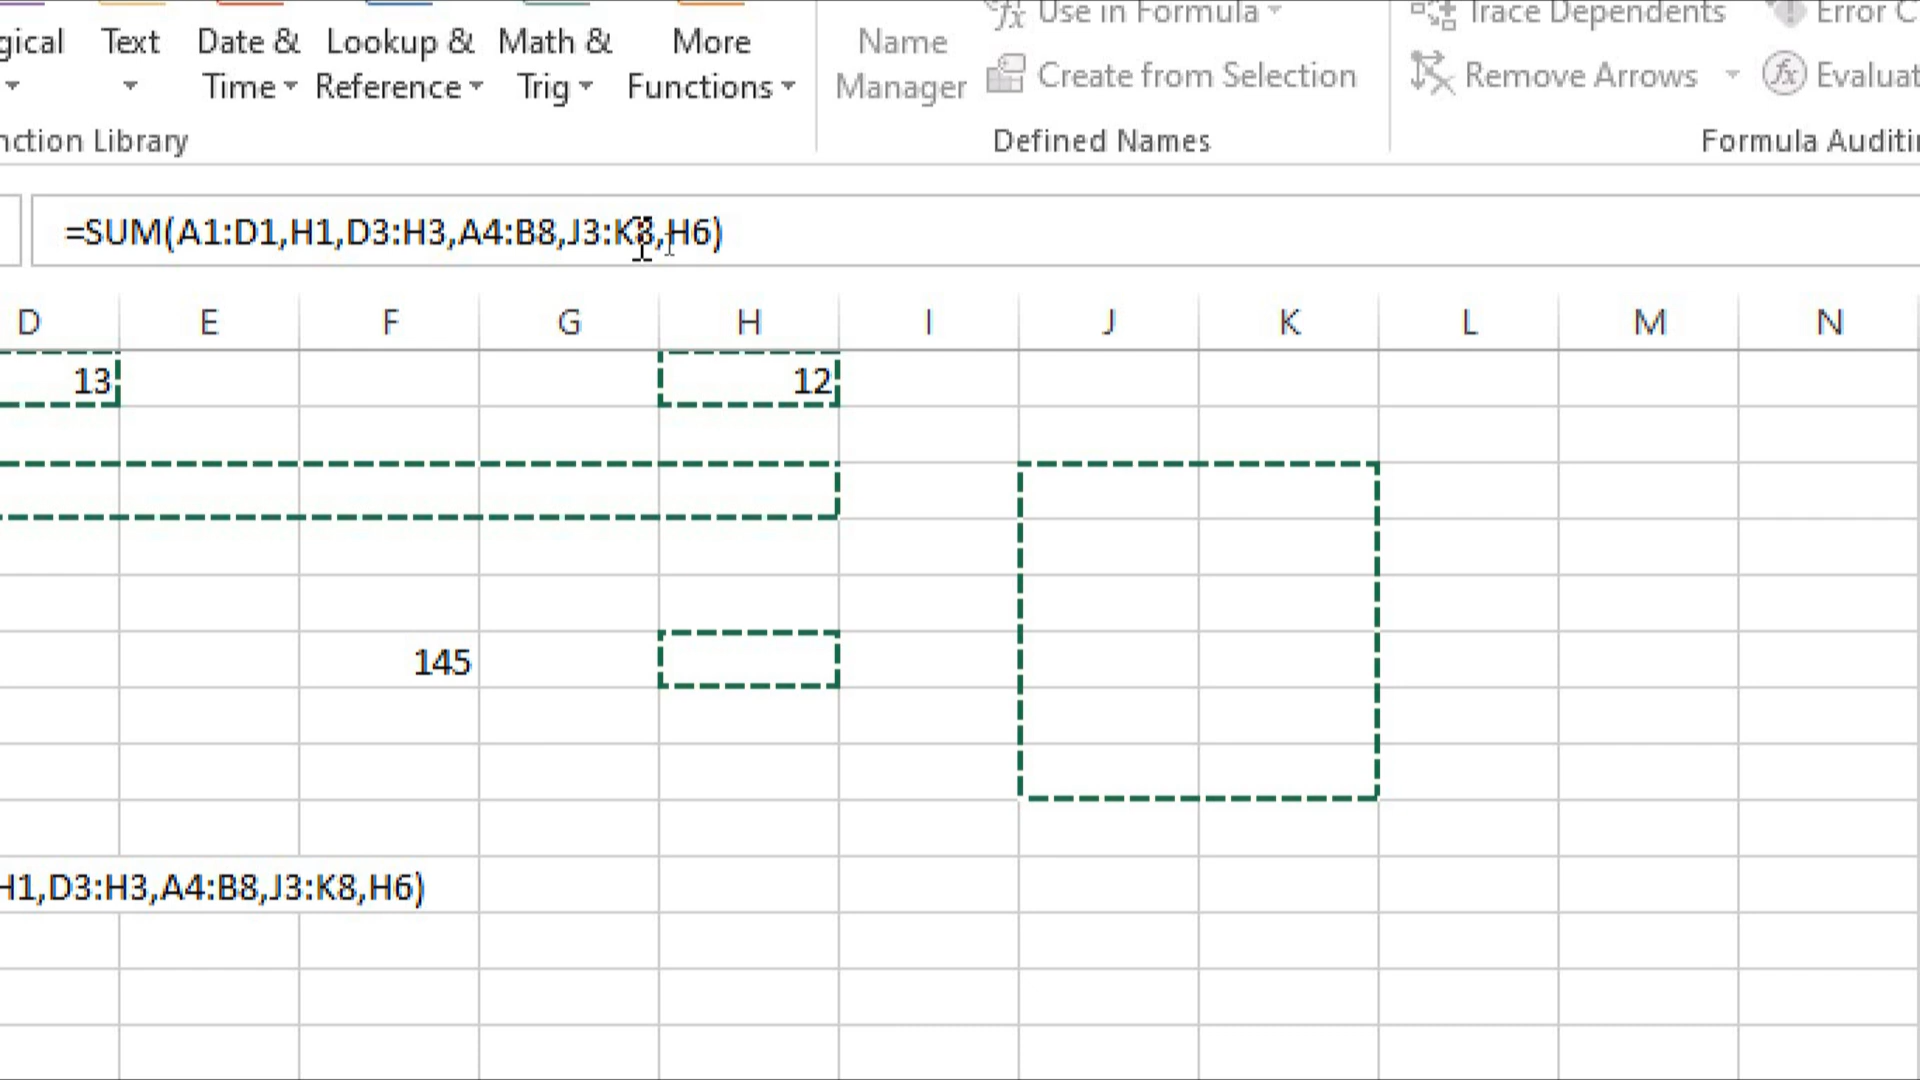 Use in Formula
Trace Dependents
Error C
gical
Text
Date &
Time
Lookup &
Reference
Math &
Trig
More
Functions
Name
Manager
Create from Selection
Remove Arrows
fx Evaluat
nction Library
Defined Names
Formula Auditi
=SUM(A1:D1,H1,D3:H3,A4:B8,J3:K8,H6)
D E F G H I J K L M N
13 12
145
H1,D3:H3,A4:B8,J3:K8,H6)